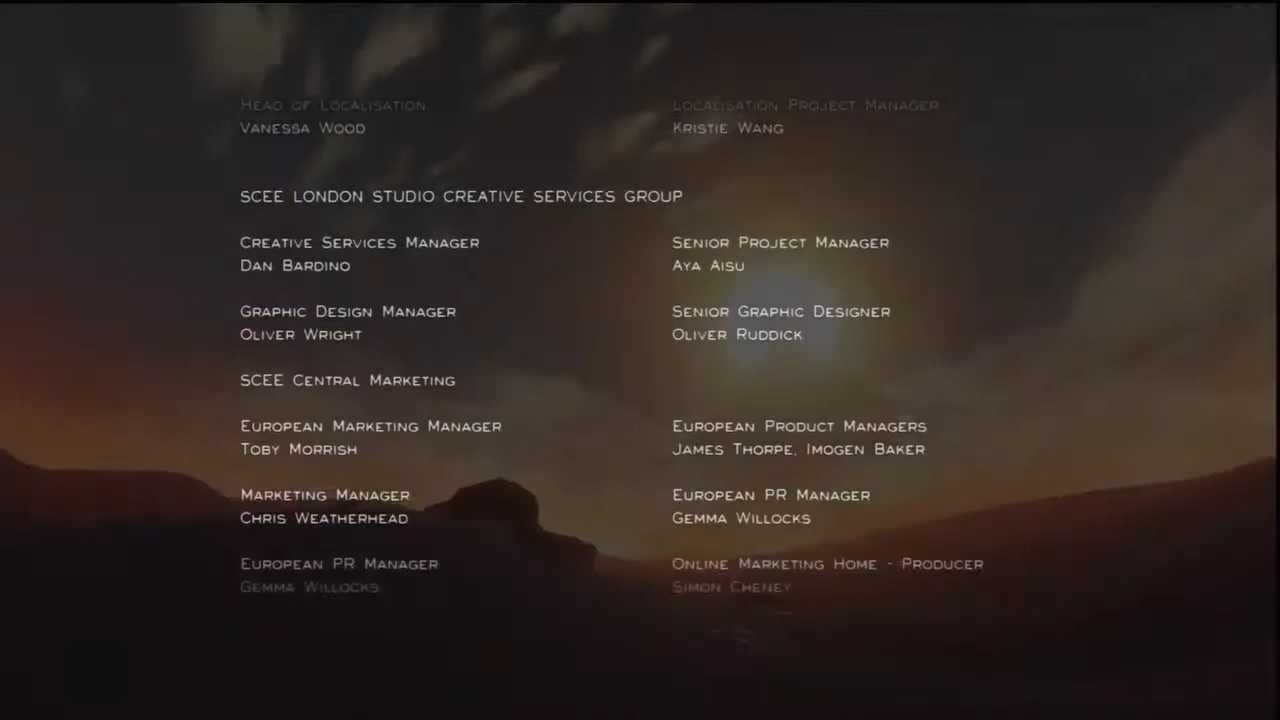 Head of Localisation
Vanessa Wood
Localisation Project Manager
Kristie Wang
SCEE LONDON STUDIO CREATIVE SERVICES GROUP
Creative Services Manager
Dan Bardino
Senior Project Manager
Aya Aisu
Graphic Design Manager
Oliver Wright
Senior Graphic Designer
Oliver Ruddick
SCEE Central Marketing
European Marketing Manager
Toby Morrish
European Product Managers
James Thorpe, Imogen Baker
Marketing Manager
Chris Weatherhead
European PR Manager
Gemma Willocks
European PR Manager
Gemma Willocks
Online Marketing Home - Producer
Simon Cheney